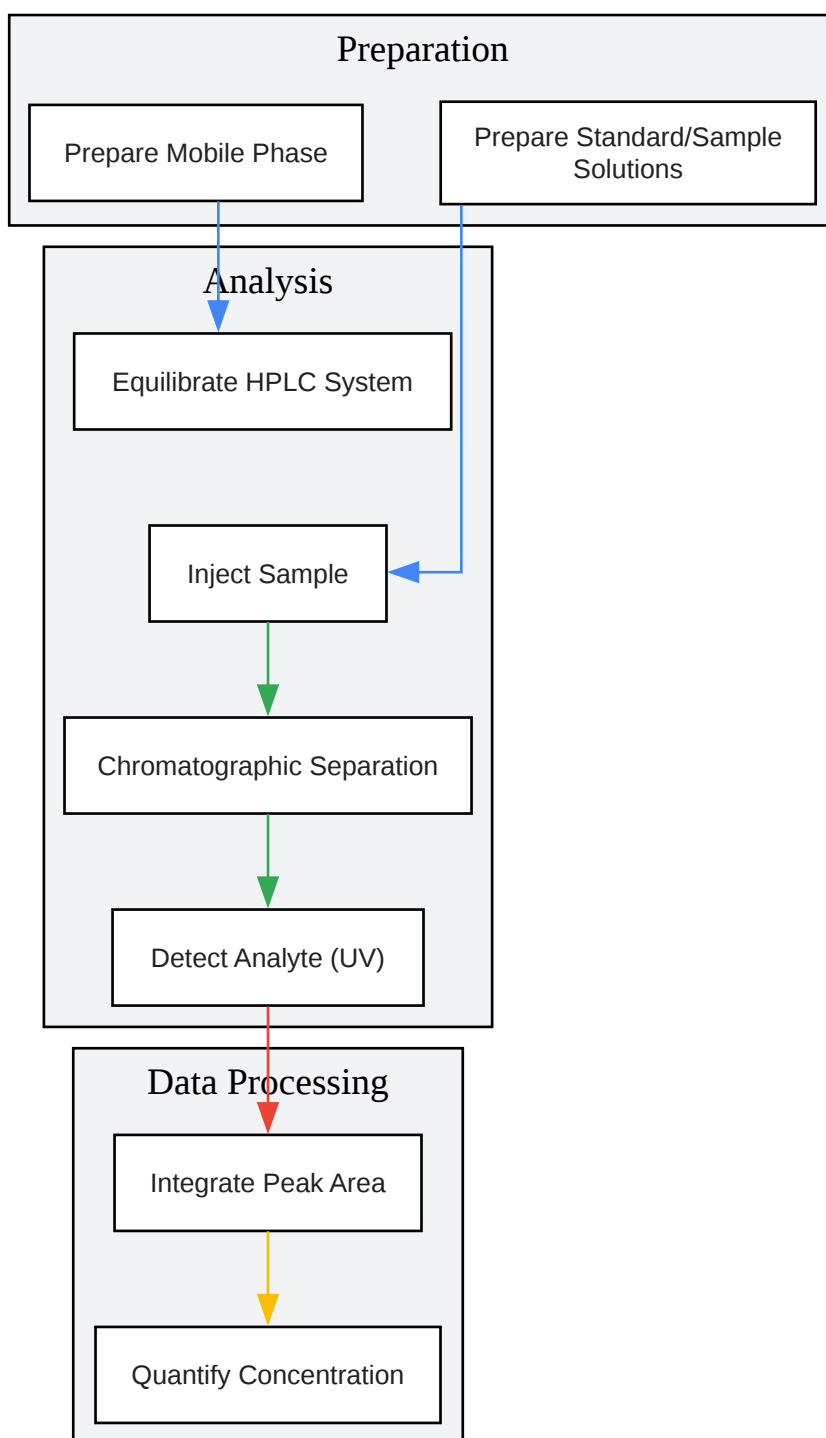 Preparation
Prepare Mobile Phase
Prepare Standard/Sample
Solutions
Analysis
Equilibrate HPLC System
Inject Sample
Chromatographic Separation
Detect Analyte (UV)
Data Processing
Integrate Peak Area
Quantify Concentration